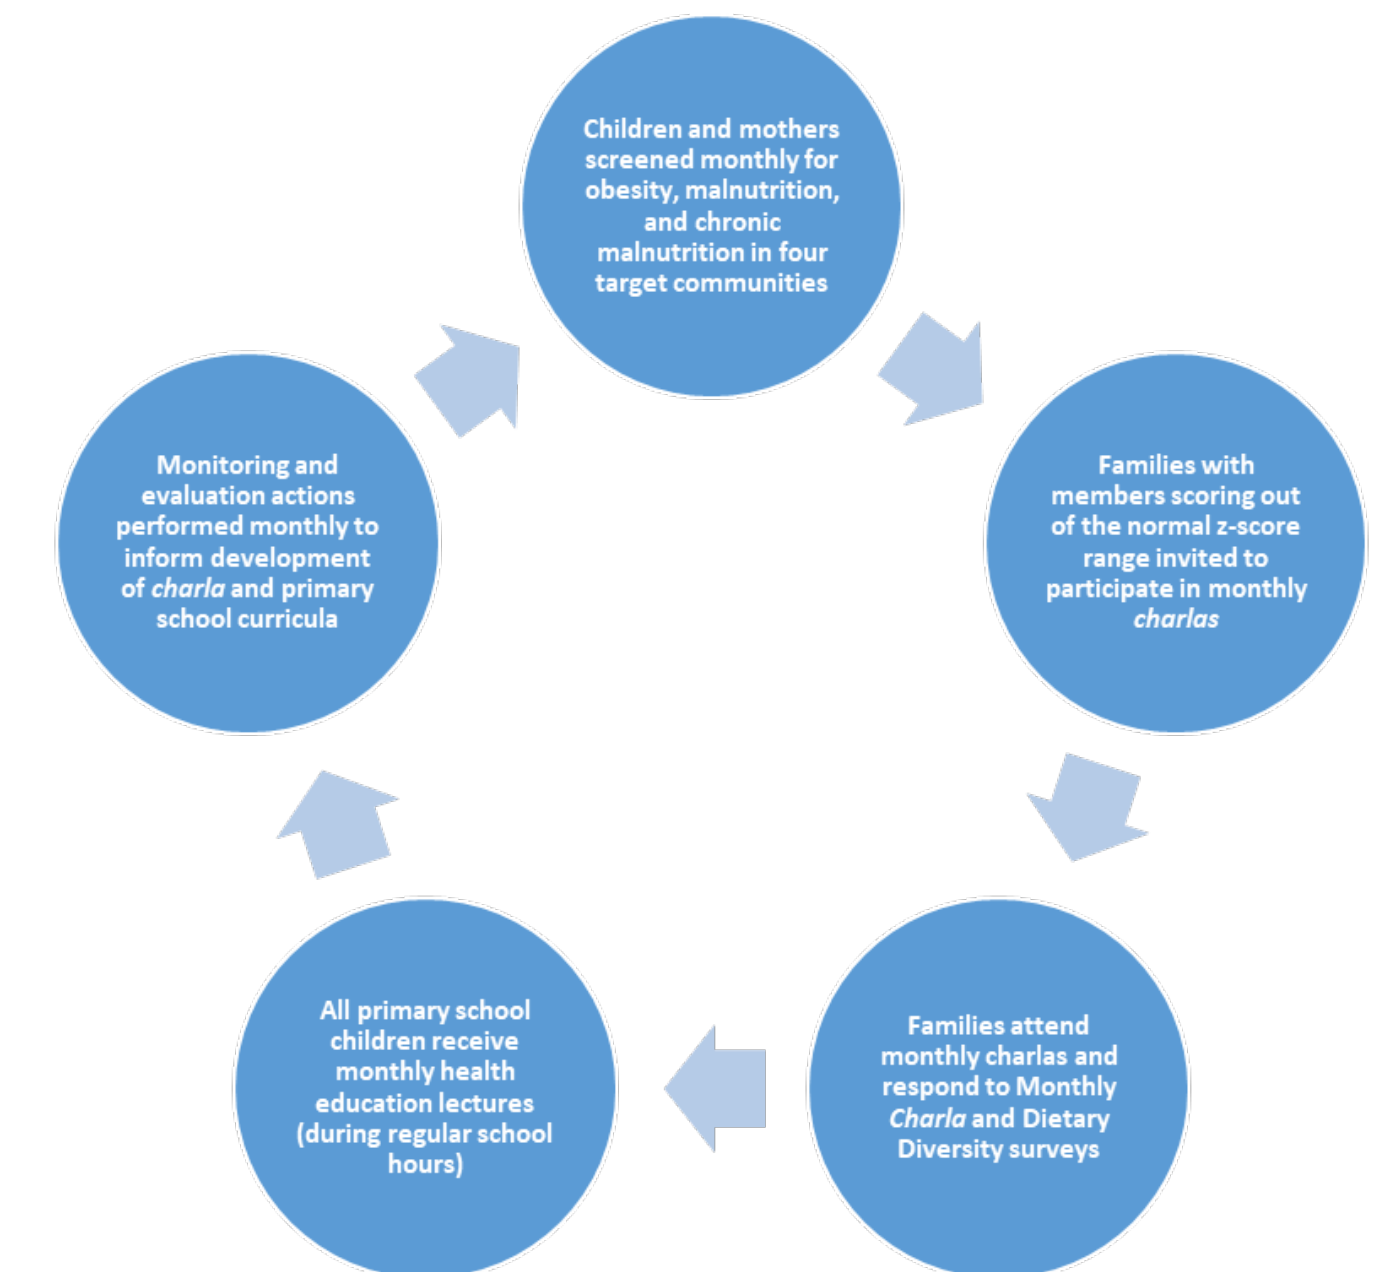 Children and mothers
screened monthly for
obesity, malnutrition,
and chronic
malnutrition in four
target communities
Families with
members scoring out
of the normal z-score
range invited to
participate in monthly
charlas
Families attend
monthly charlas and
respond to Monthly
Charla and Dietary
Diversity surveys
All primary school
children receive
monthly health
education lectures
(during regular school
hours)
Monitoring and
evaluation actions
performed monthly to
inform development
of charla and primary
school curricula